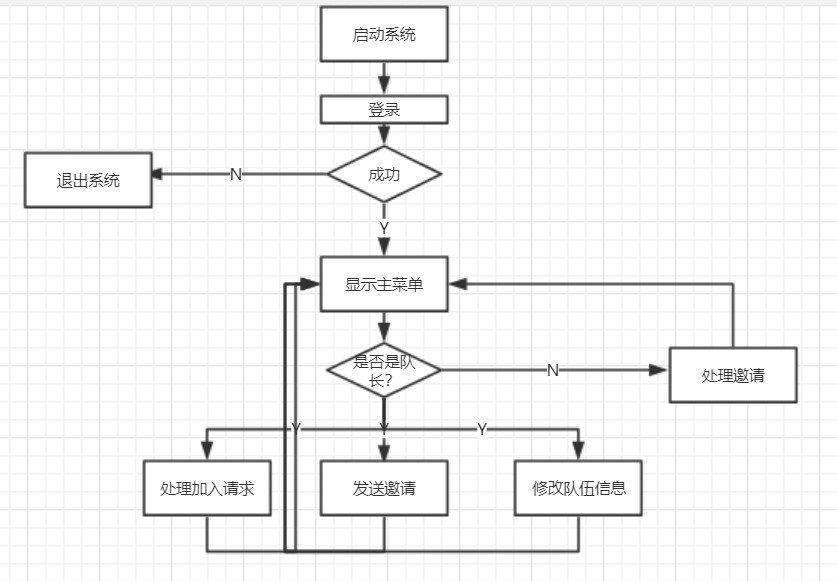 启动系统
登录
成功
N
退出系统
Y
显示主菜单
是否是队
长?
N
处理邀请
Y
Y
Y
处理加入请求
发送邀请
修改队伍信息